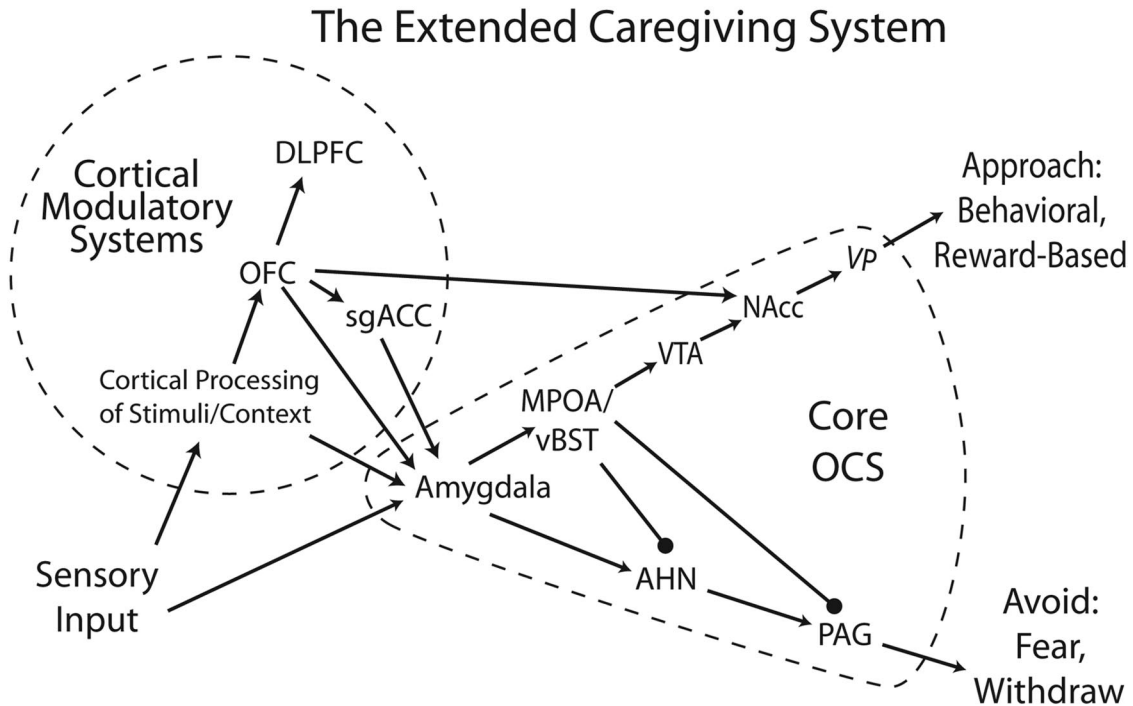 The Extended Caregiving System
Cortical
Modulatory
Systems
DLPFC
OFC
sgACC
Cortical Processing
of Stimuli/Context
Sensory
Input
Amygdala
MPOA/
vBST
VTA
NAcc
VP
AHN
PAG
Core
OCS
Approach:
Behavioral,
Reward-Based
Avoid:
Fear,
Withdraw